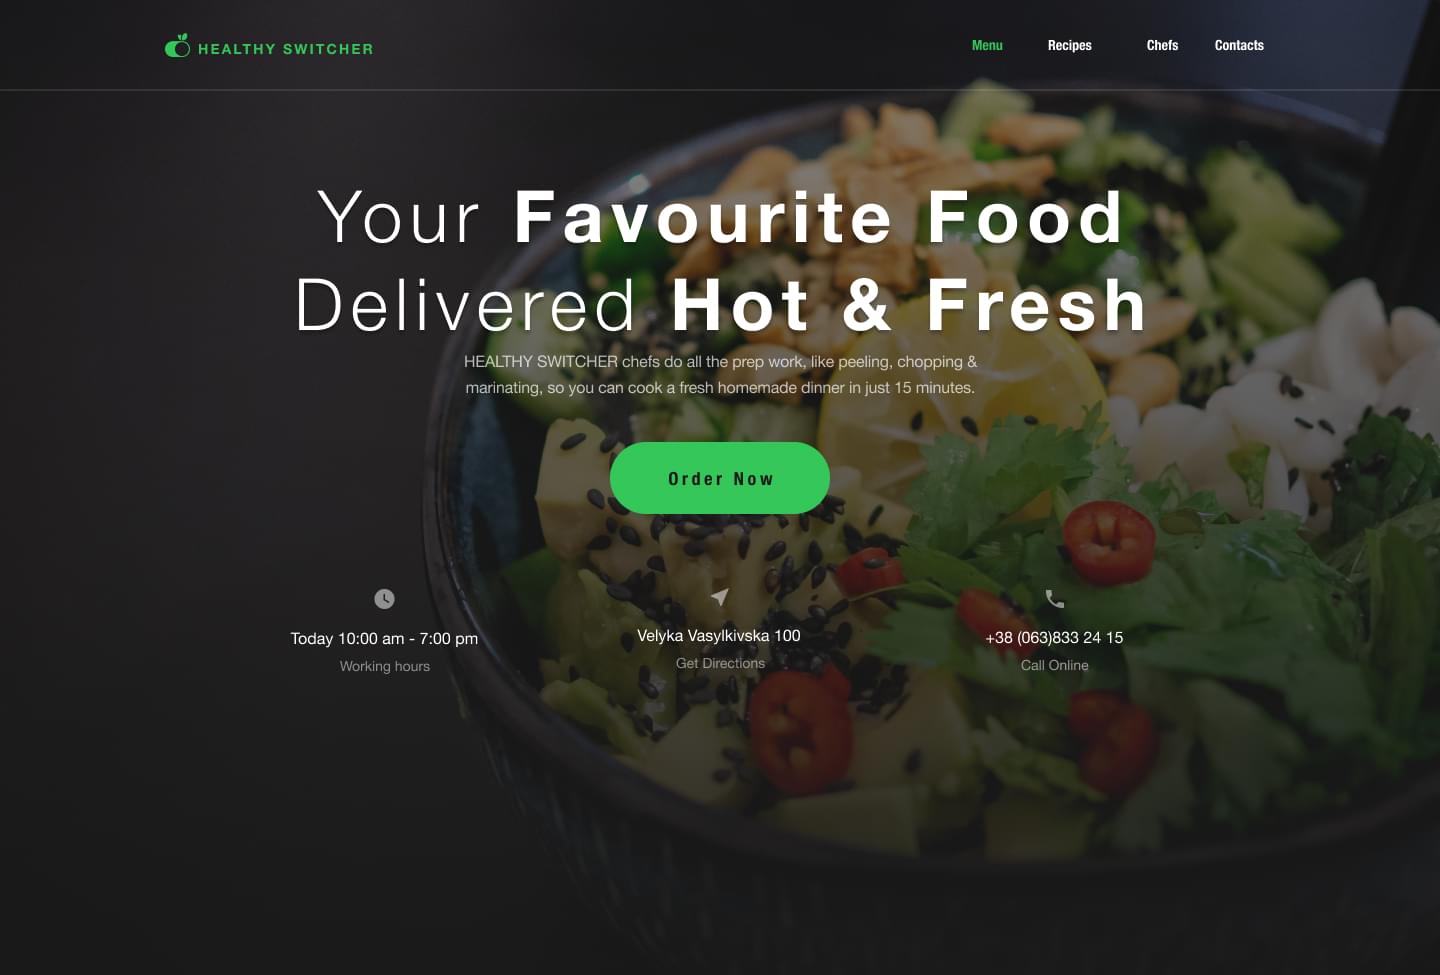 HEALTHY SWITCHER
Menu Recipes Chefs Contacts
Your Favourite Food
Delivered Hot & Fresh
HEALTHY SWITCHER chefs do all the prep work, like peeling, chopping &
marinating, so you can cook a fresh homemade dinner in just 15 minutes.
Order Now
Today 10:00 am - 7:00 pm
Working hours
Velyka Vasylkivska 100
Get Directions
+38 (063)833 24 15
Call Online